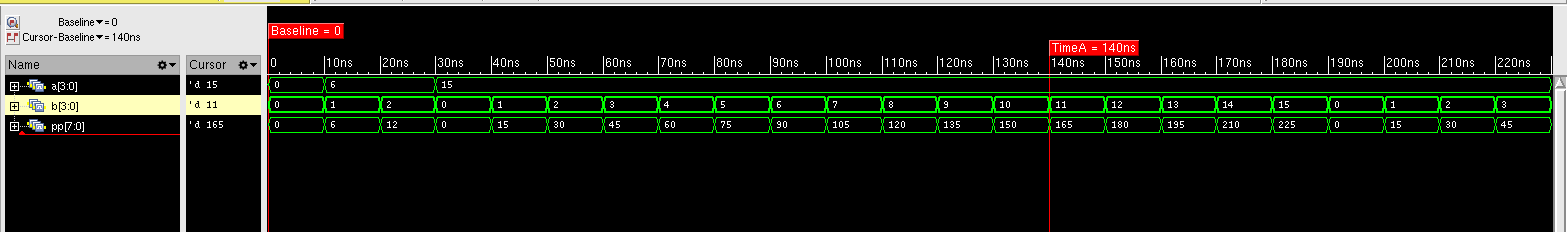 Baseline▼= 0
Cursor-Baseline▼= 140ns
Baseline = 0
TimeA = 140ns
Name Cursor
0 10ns 20ns 30ns 40ns 50ns 60ns 70ns 80ns 90ns 100ns 110ns 120ns 130ns 140ns 150ns 160ns 170ns 180ns 190ns 200ns 210ns 220ns
a[3:0] 'd 15 0 6 15
b[3:0] 'd 11 0 1 2 0 1 2 3 4 5 6 7 8 9 10 11 12 13 14 15 0 1 2 3
pp[7:0] 'd 165 0 6 12 0 15 30 45 60 75 90 105 120 135 150 165 180 195 210 225 0 15 30 45